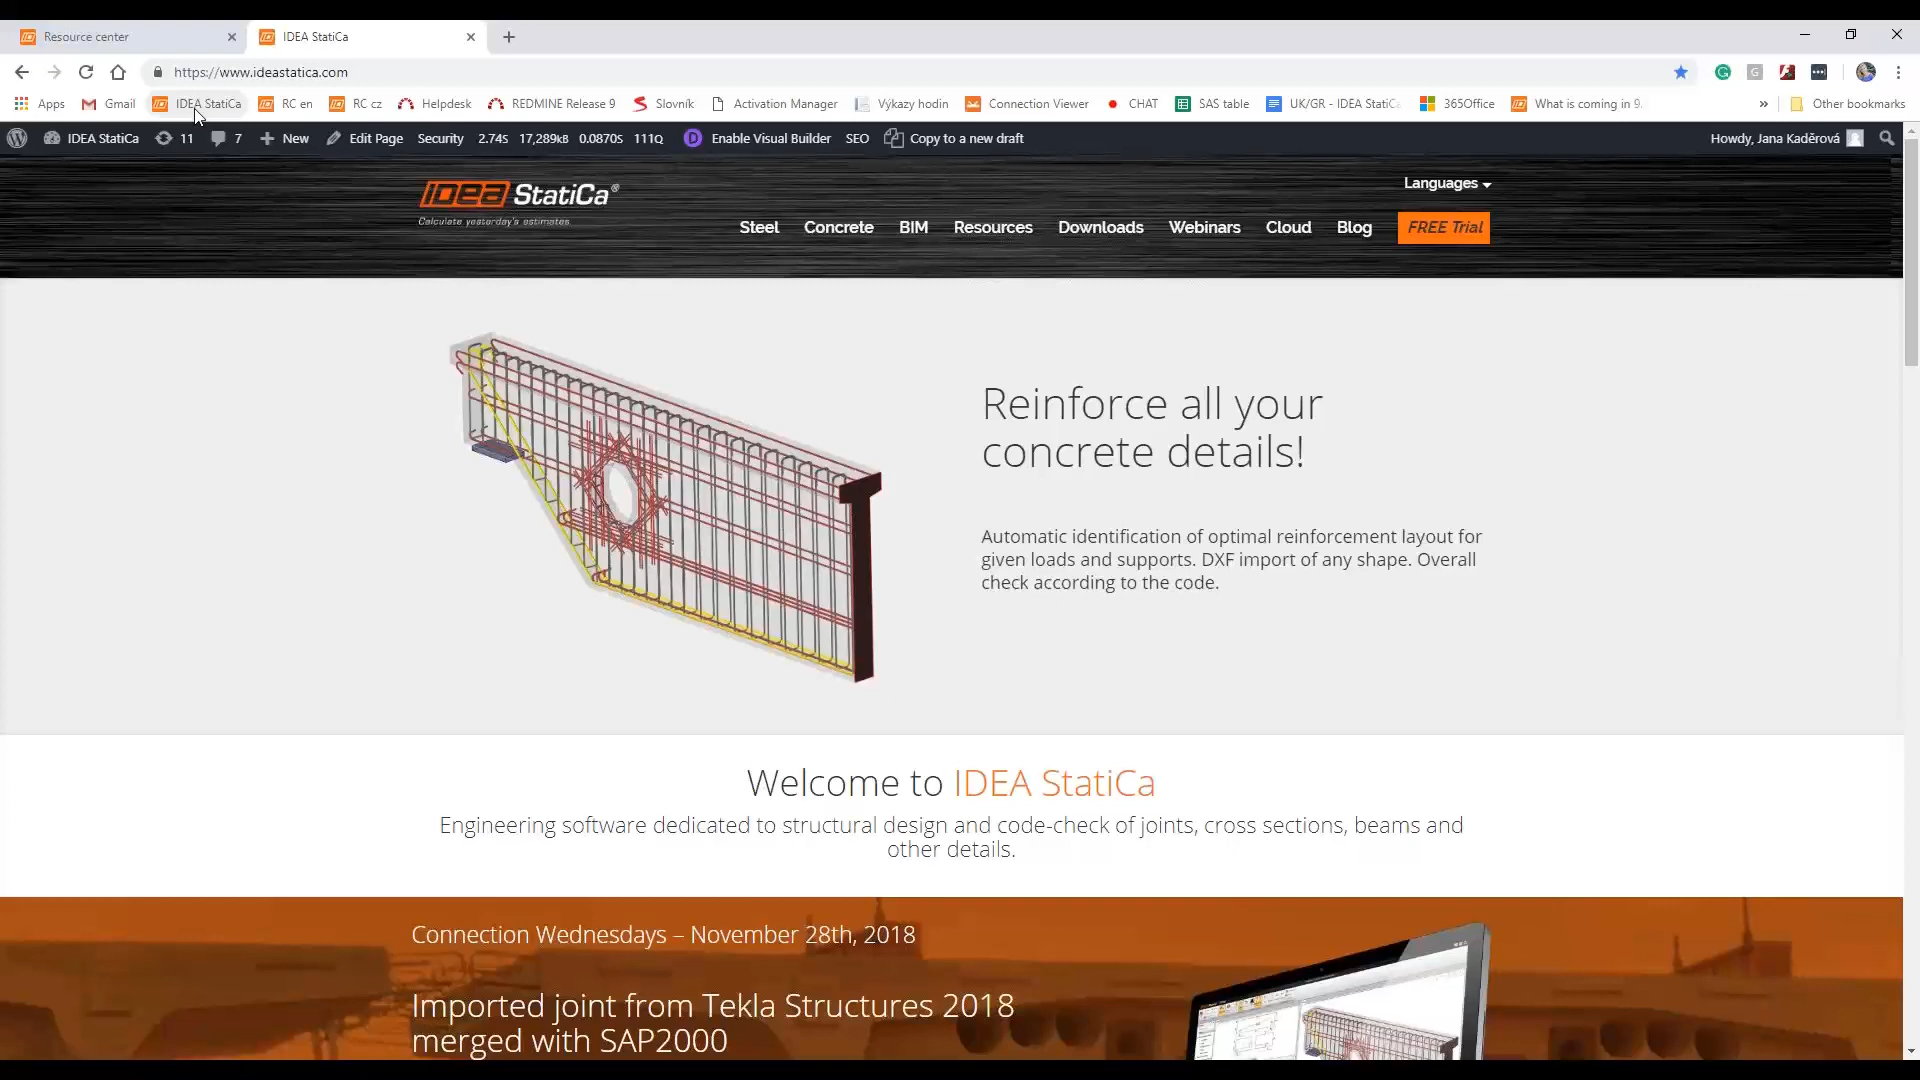 Resource center
IDEA StatiCa
https://www.ideastatica.com
Apps Gmail IDEA StatiCa RC en RC cz Helpdesk REDMINE Release 9 Slovník Activation Manager Výkazy hodin Connection Viewer CHAT SAS table UK/GR - IDEA StatiC 365Office What is coming in 9. » Other bookmarks
IDEA StatiCa 11 7 New Edit Page Security 2.74S 17,289KB 0.0870S 111Q Enable Visual Builder SEO Copy to a new draft Howdy, Jana Kaděrová
IDEA StatiCa®
Calculate yesterday's estimates
Languages
Steel Concrete BIM Resources Downloads Webinars Cloud Blog FREE Trial
Reinforce all your
concrete details!
Automatic identification of optimal reinforcement layout for
given loads and supports. DXF import of any shape. Overall
check according to the code.
Welcome to IDEA StatiCa
Engineering software dedicated to structural design and code-check of joints, cross sections, beams and
other details.
Connection Wednesdays – November 28th, 2018
Imported joint from Tekla Structures 2018
merged with SAP2000